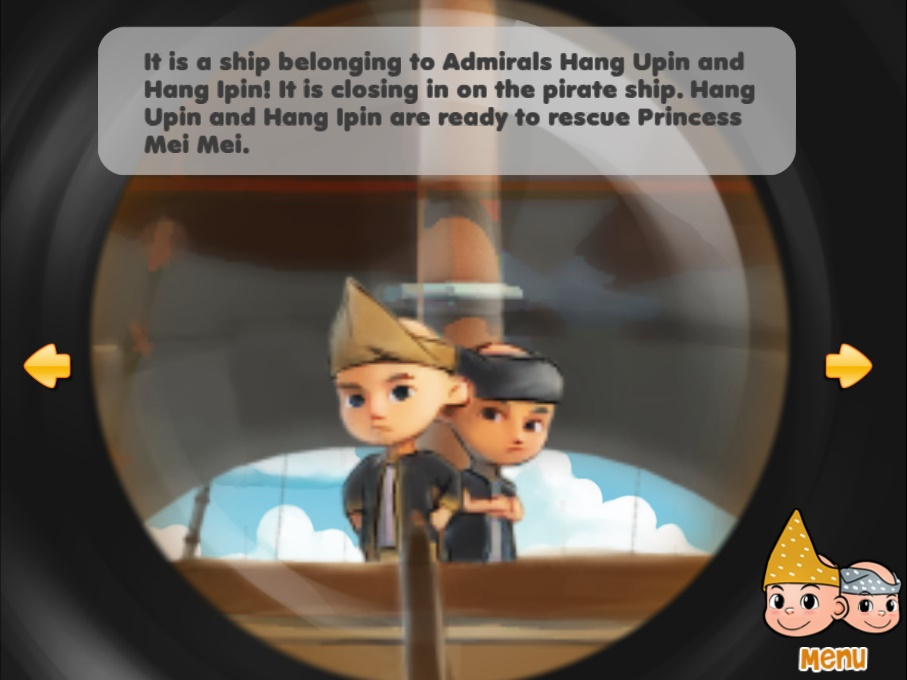 It is a ship belonging to Admirals Hang Upin and
Hang Ipin! It is closing in on the pirate ship. Hang
Upin and Hang Ipin are ready to rescue Princess
Mei Mei.
Menu